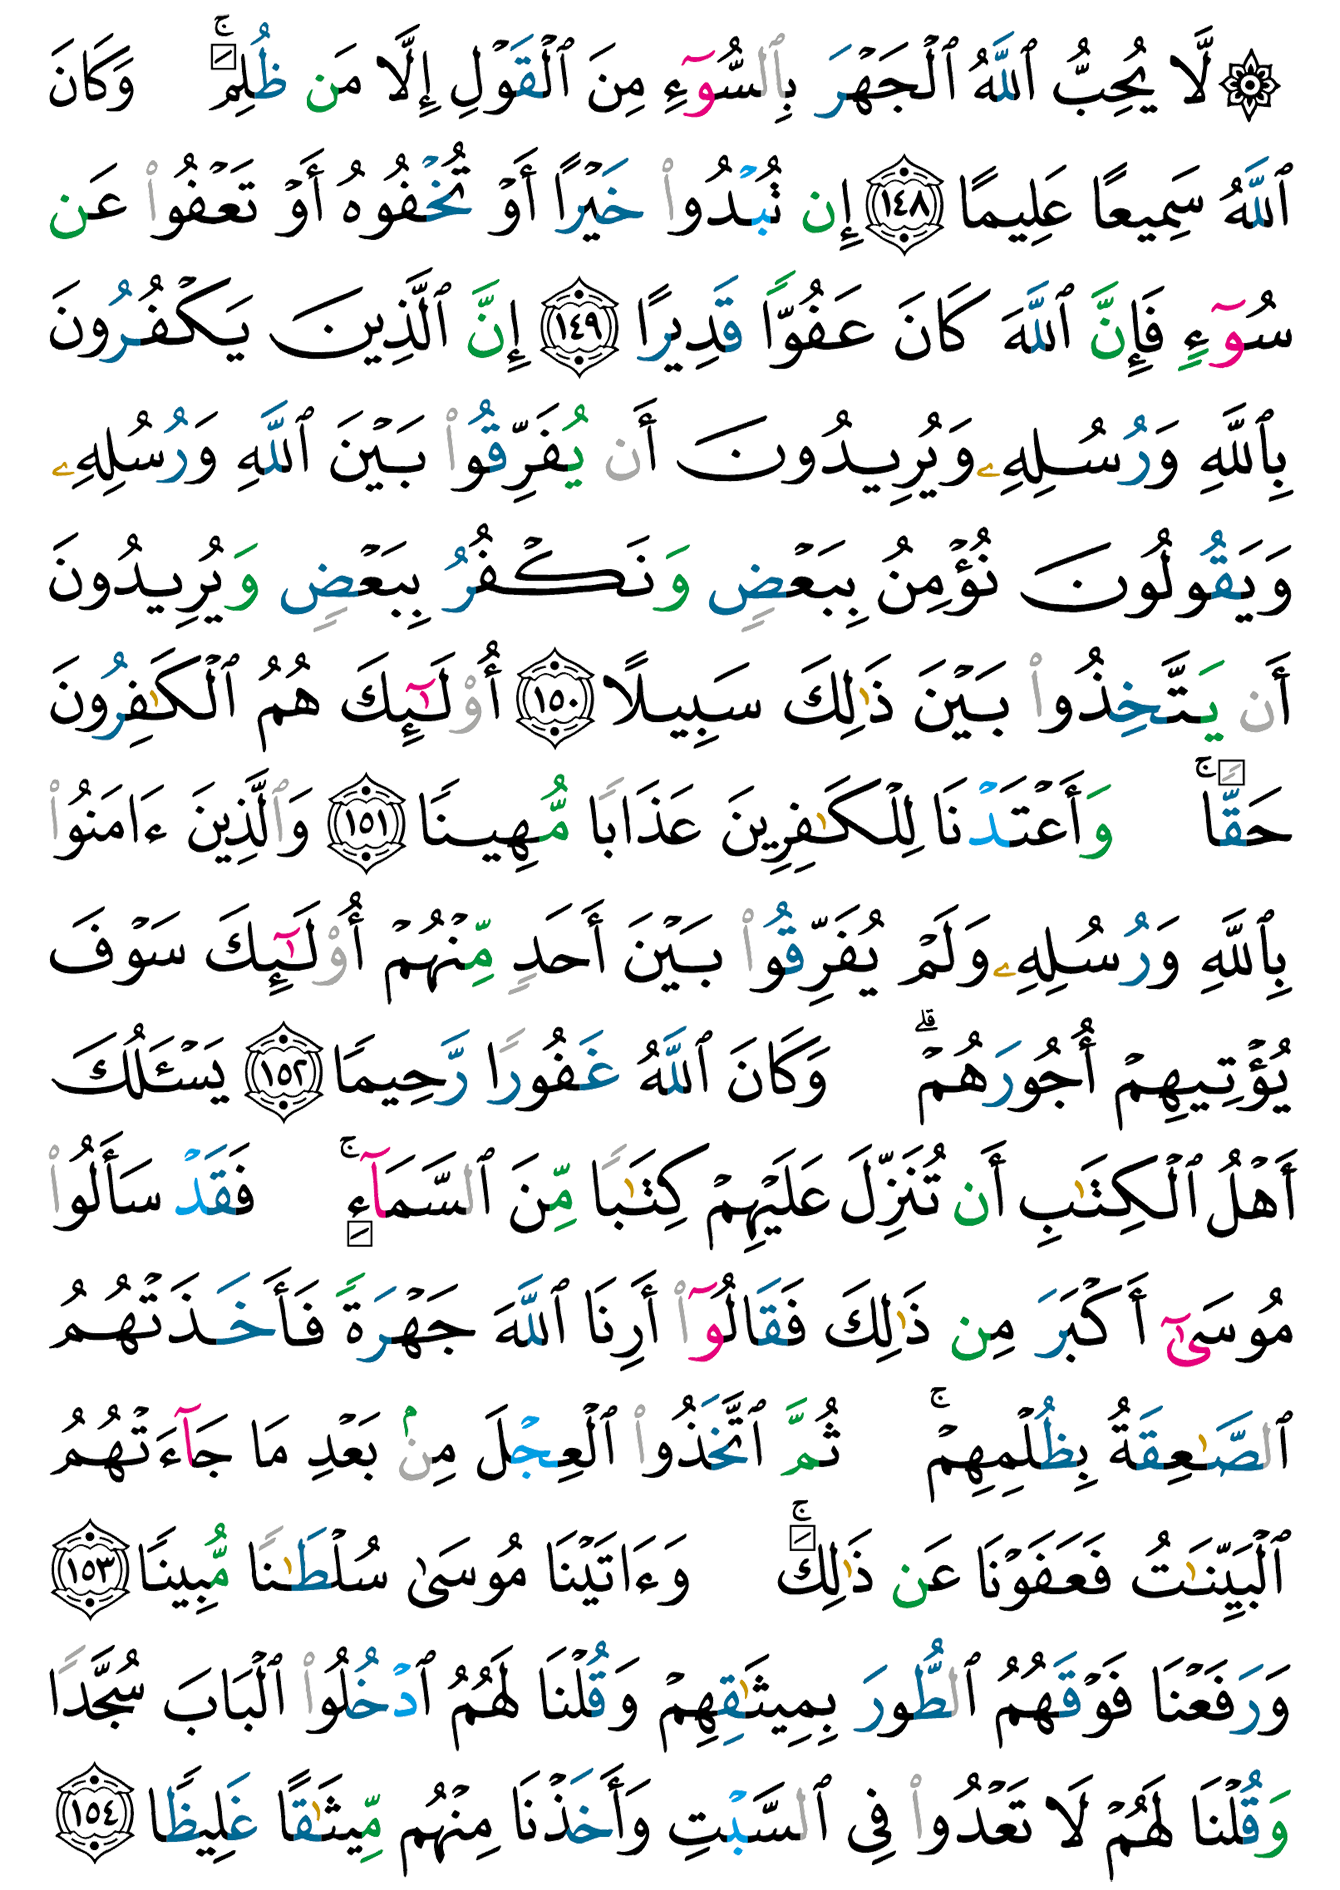 ۞ لَّا يُحِبُّ ٱللَّهُ ٱلْجَهْرَ بِٱلسُّوٓءِ مِنَ ٱلْقَوْلِ إِلَّا مَن ظُلِمَ ۚ وَكَانَ
ٱللَّهُ سَمِيعًا عَلِيمًا ١٤٨ إِن تُبْدُوا۟ خَيْرًا أَوْ تُخْفُوهُ أَوْ تَعْفُوا۟ عَن
سُوٓءٍ فَإِنَّ ٱللَّهَ كَانَ عَفُوًّا قَدِيرًا ١٤٩ إِنَّ ٱلَّذِينَ يَكْفُرُونَ
بِٱللَّهِ وَرُسُلِهِۦ وَيُرِيدُونَ أَن يُفَرِّقُوا۟ بَيْنَ ٱللَّهِ وَرُسُلِهِۦ
وَيَقُولُونَ نُؤْمِنُ بِبَعْضٍ وَنَكْفُرُ بِبَعْضٍ وَيُرِيدُونَ
أَن يَتَّخِذُوا۟ بَيْنَ ذَٰلِكَ سَبِيلًا ١٥٠ أُو۟لَـٰٓئِكَ هُمُ ٱلْكَـٰفِرُونَ
حَقًّا ۚ وَأَعْتَدْنَا لِلْكَـٰفِرِينَ عَذَابًا مُّهِينًا ١٥١ وَٱلَّذِينَ ءَامَنُوا۟
بِٱللَّهِ وَرُسُلِهِۦ وَلَمْ يُفَرِّقُوا۟ بَيْنَ أَحَدٍ مِّنْهُمْ أُو۟لَـٰٓئِكَ سَوْفَ
يُؤْتِيهِمْ أُجُورَهُمْ ۗ وَكَانَ ٱللَّهُ غَفُورًا رَّحِيمًا ١٥٢ يَسْـَٔلُكَ
أَهْلُ ٱلْكِتَـٰبِ أَن تُنَزِّلَ عَلَيْهِمْ كِتَـٰبًا مِّنَ ٱلسَّمَآءِ ۚ فَقَدْ سَأَلُوا۟
مُوسَىٰٓ أَكْبَرَ مِن ذَٰلِكَ فَقَالُوٓا۟ أَرِنَا ٱللَّهَ جَهْرَةً فَأَخَذَتْهُمُ
ٱلصَّـٰعِقَةُ بِظُلْمِهِمْ ۚ ثُمَّ ٱتَّخَذُوا۟ ٱلْعِجْلَ مِنۢ بَعْدِ مَا جَآءَتْهُمُ
ٱلْبَيِّنَـٰتُ فَعَفَوْنَا عَن ذَٰلِكَ ۚ وَءَاتَيْنَا مُوسَىٰ سُلْطَـٰنًا مُّبِينًا ١٥٣
وَرَفَعْنَا فَوْقَهُمُ ٱلطُّورَ بِمِيثَـٰقِهِمْ وَقُلْنَا لَهُمُ ٱدْخُلُوا۟ ٱلْبَابَ سُجَّدًا
وَقُلْنَا لَهُمْ لَا تَعْدُوا۟ فِى ٱلسَّبْتِ وَأَخَذْنَا مِنْهُم مِّيثَـٰقًا غَلِيظًا ١٥٤